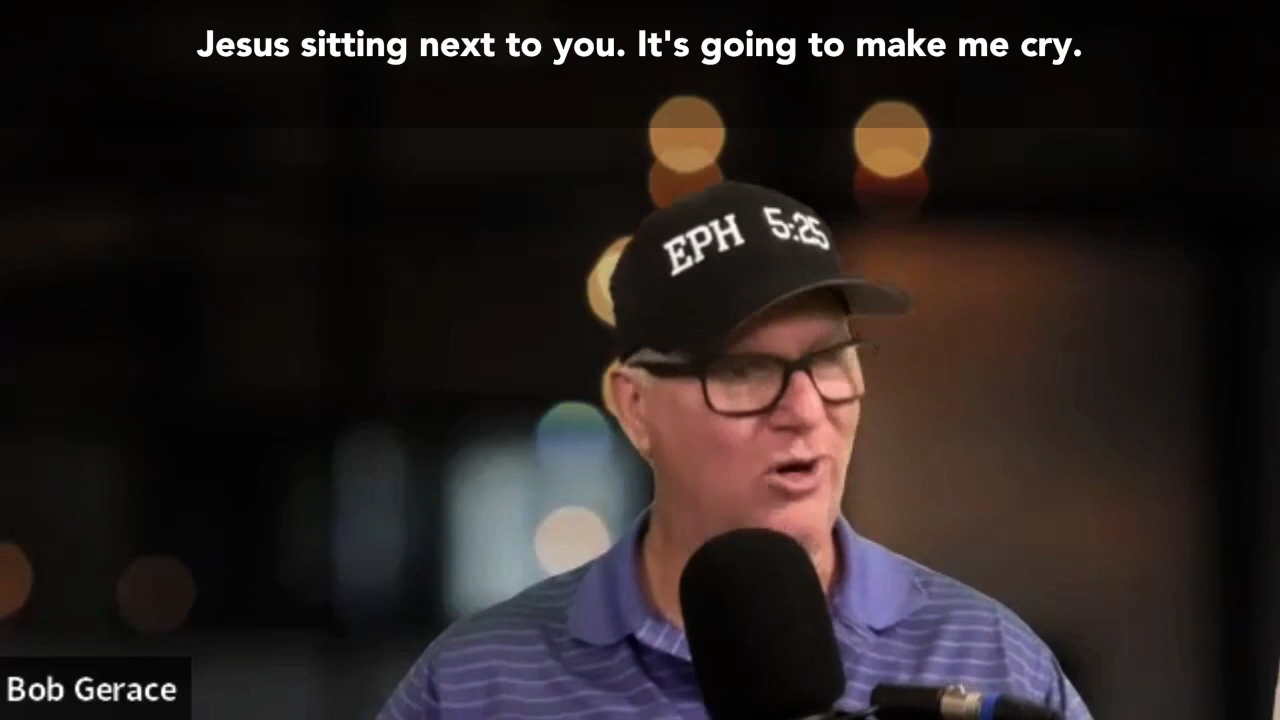 Jesus sitting next to you. It's going to make me cry.
EPH 5:25
Bob Gerace